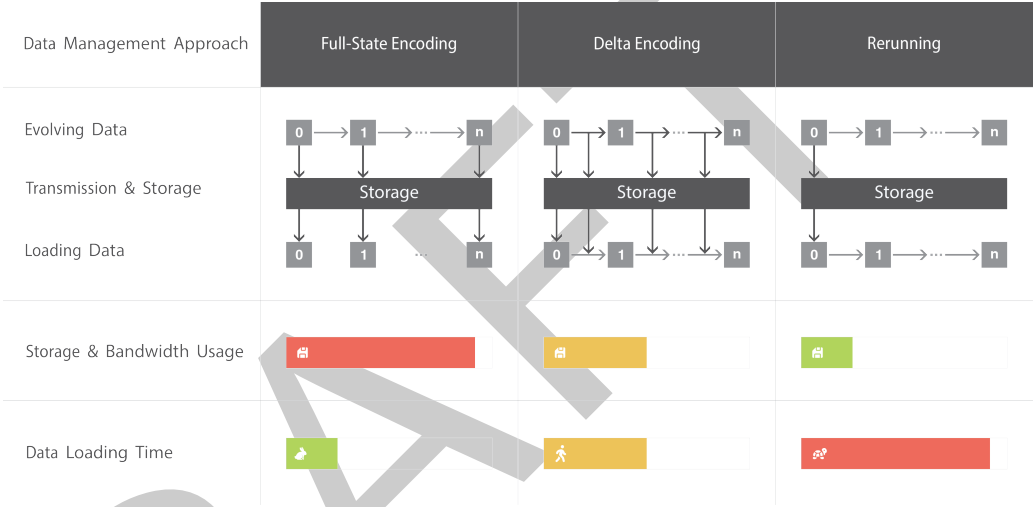 Data Management Approach Full-State Encoding Delta Encoding Rerunning
Evolving Data 0 1 ... n 0 1 ... n 0 1 ... n
Transmission & Storage Storage Storage Storage
Loading Data 0 1 ... n 0 1 ... n 0 1 ... n
Storage & Bandwidth Usage
Data Loading Time